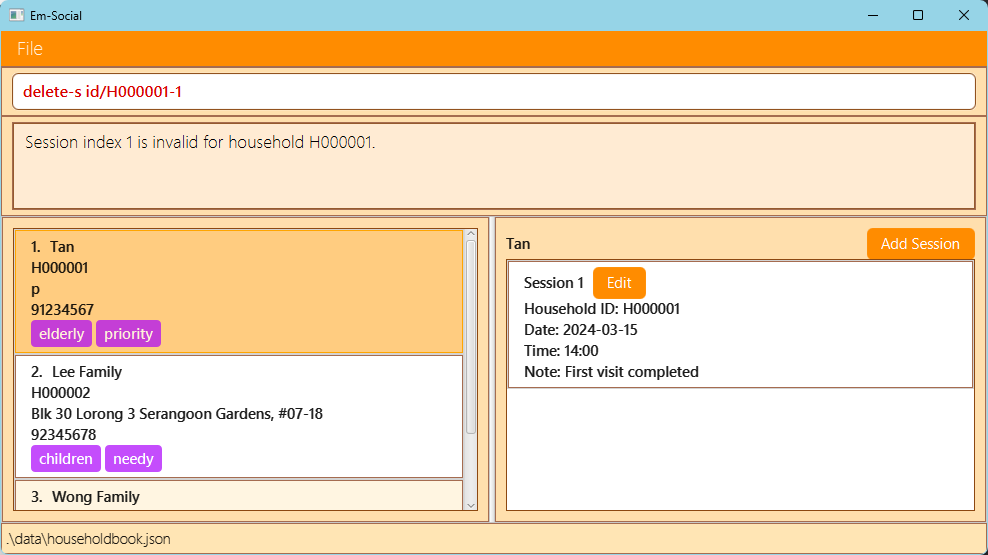 Em-Social
File
delete-s id/H000001-1
Session index 1 is invalid for household H000001.
1. Tan
H000001
p
91234567
elderly priority
2. Lee Family
H000002
Blk 30 Lorong 3 Serangoon Gardens, #07-18
92345678
children needy
3. Wong Family
Tan
Add Session
Session 1 Edit
Household ID: H000001
Date: 2024-03-15
Time: 14:00
Note: First visit completed
.\data\householdbook.json